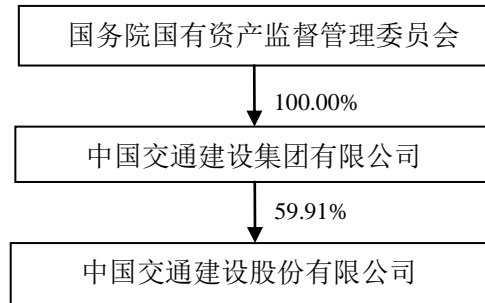 国务院国有资产监督管理委员会
100.00%
中国交通建设集团有限公司
59.91%
中国交通建设股份有限公司